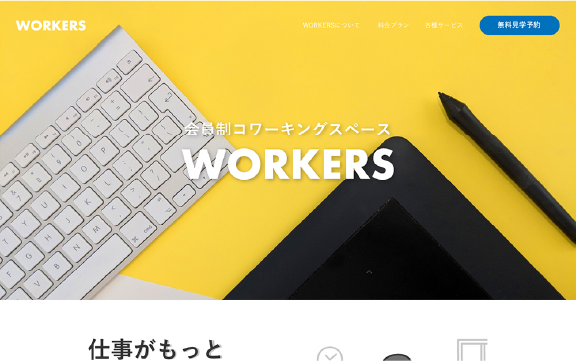 WORKERS
WORKERSについて
料金プラン
各種サービス
無料見学予約
会員制コワーキングスペース
WORKERS
仕事がもっと